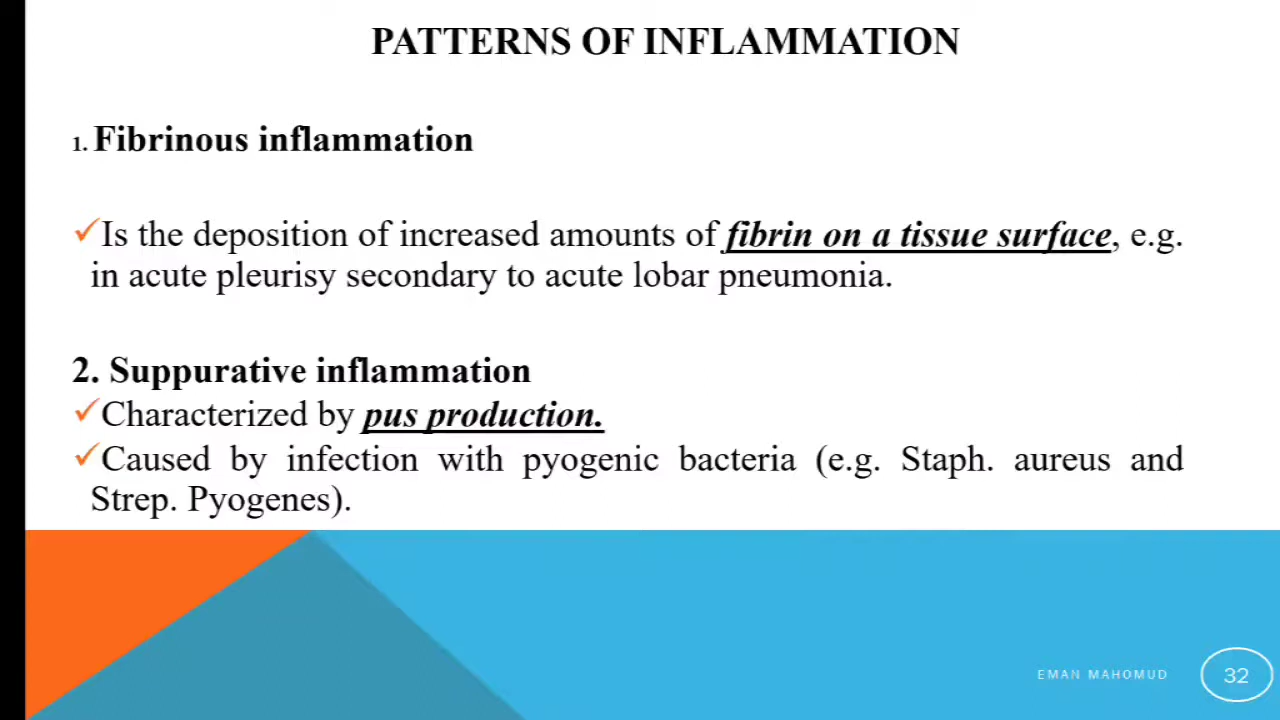 PATTERNS OF INFLAMMATION
1. Fibrinous inflammation
✓Is the deposition of increased amounts of fibrin on a tissue surface, e.g.
in acute pleurisy secondary to acute lobar pneumonia.
2. Suppurative inflammation
✓Characterized by pus production.
✓Caused by infection with pyogenic bacteria (e.g. Staph. aureus and
Strep. Pyogenes).
EMAN MAHOMUD
32